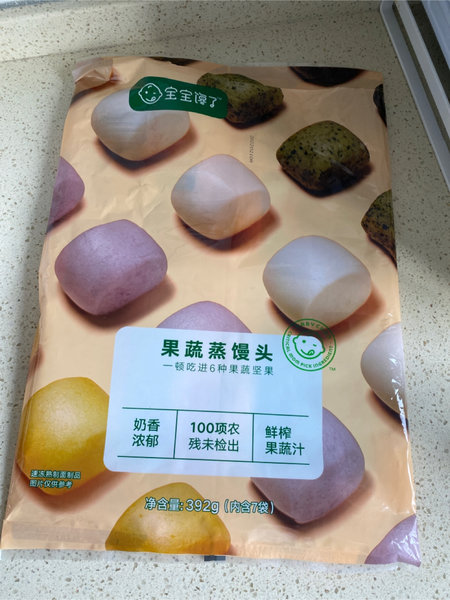 宝宝馋了
果蔬蒸馒头
一顿吃进6种果蔬坚果
奶香
浓郁
100项农
残未检出
鲜榨
果蔬汁
速冻熟制面制品
图片仅供参考
净含量:392g(内含7袋)
TM